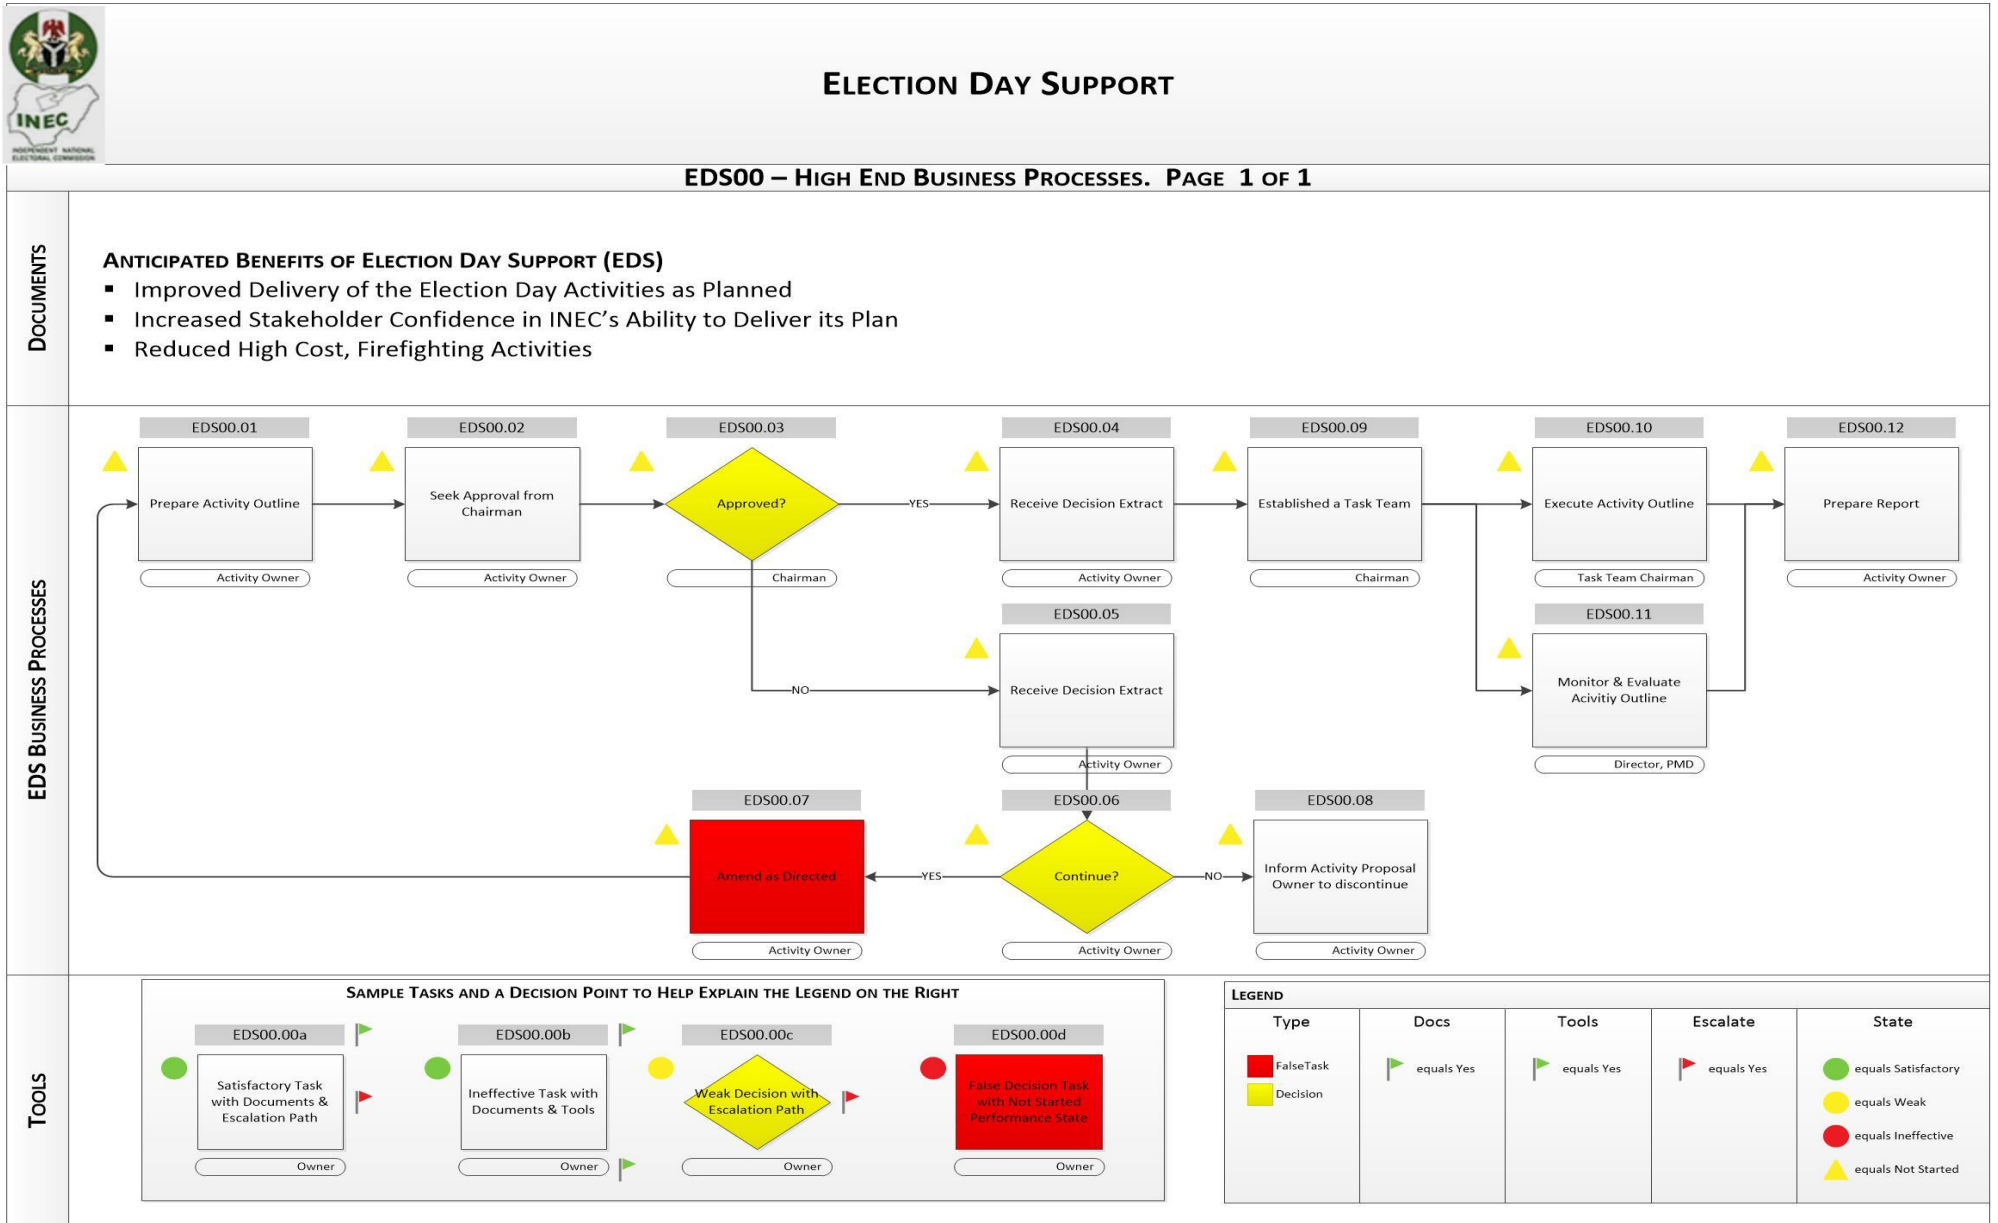 INEC
INDEPENDENT NATIONAL
ELECTORAL COMMISSION
ELECTION DAY SUPPORT
EDS00 – HIGH END BUSINESS PROCESSES. PAGE 1 OF 1
DOCUMENTS
ANTICIPATED BENEFITS OF ELECTION DAY SUPPORT (EDS)
▪ Improved Delivery of the Election Day Activities as Planned
▪ Increased Stakeholder Confidence in INEC’s Ability to Deliver its Plan
▪ Reduced High Cost, Firefighting Activities
EDS BUSINESS PROCESSES
EDS00.01
Prepare Activity Outline
Activity Owner
EDS00.02
Seek Approval from
Chairman
Activity Owner
EDS00.03
Approved?
Chairman
YES
EDS00.04
Receive Decision Extract
Activity Owner
EDS00.09
Established a Task Team
Chairman
EDS00.10
Execute Activity Outline
Task Team Chairman
EDS00.12
Prepare Report
Activity Owner
NO
EDS00.05
Receive Decision Extract
Activity Owner
EDS00.11
Monitor & Evaluate
Acivitiy Outline
Director, PMD
EDS00.07
Amend as Directed
Activity Owner
YES
EDS00.06
Continue?
Activity Owner
NO
EDS00.08
Inform Activity Proposal
Owner to discontinue
Activity Owner
TOOLS
SAMPLE TASKS AND A DECISION POINT TO HELP EXPLAIN THE LEGEND ON THE RIGHT
EDS00.00a
Satisfactory Task
with Documents &
Escalation Path
Owner
EDS00.00b
Ineffective Task with
Documents & Tools
Owner
EDS00.00c
Weak Decision with
Escalation Path
Owner
EDS00.00d
False Decision Task
with Not Started
Performance State
Owner
LEGEND
Type
FalseTask
Decision
Docs
equals Yes
Tools
equals Yes
Escalate
equals Yes
State
equals Satisfactory
equals Weak
equals Ineffective
equals Not Started